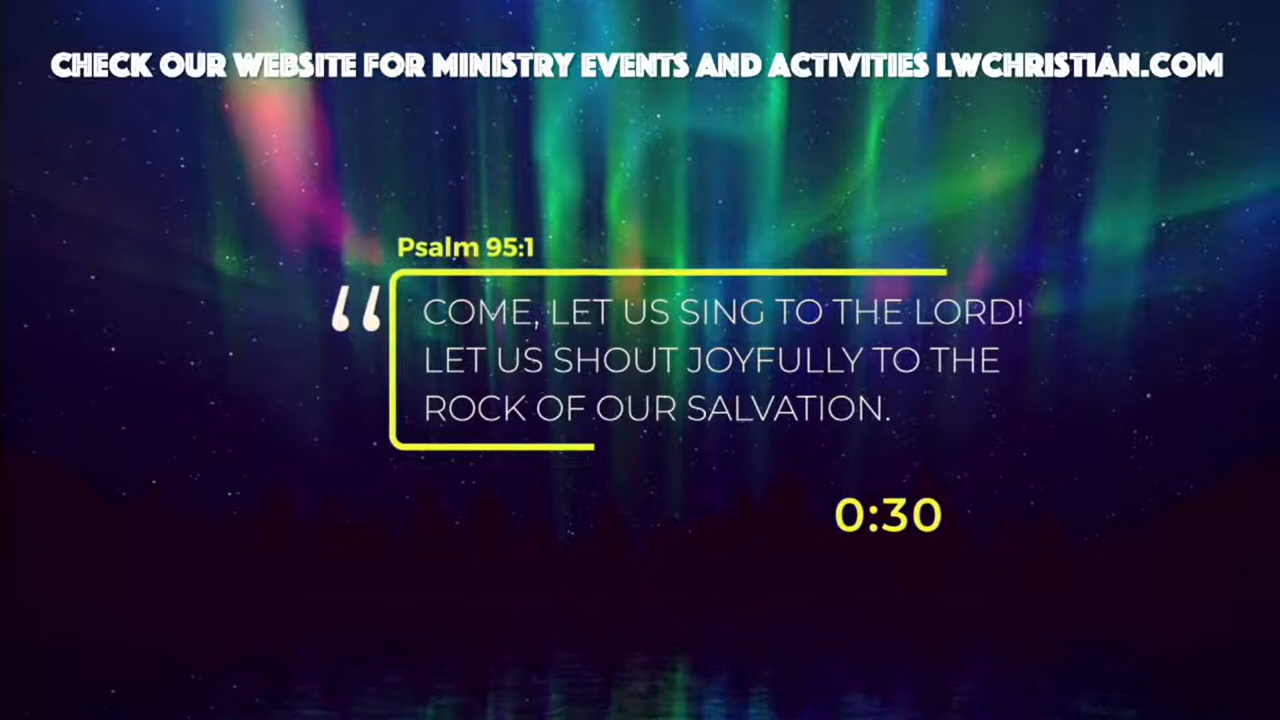 CHECK OUR WEBSITE FOR MINISTRY EVENTS AND ACTIVITIES LWCHRISTIAN.COM
Psalm 95:1
“COME, LET US SING TO THE LORD!
LET US SHOUT JOYFULLY TO THE
ROCK OF OUR SALVATION.
0:30